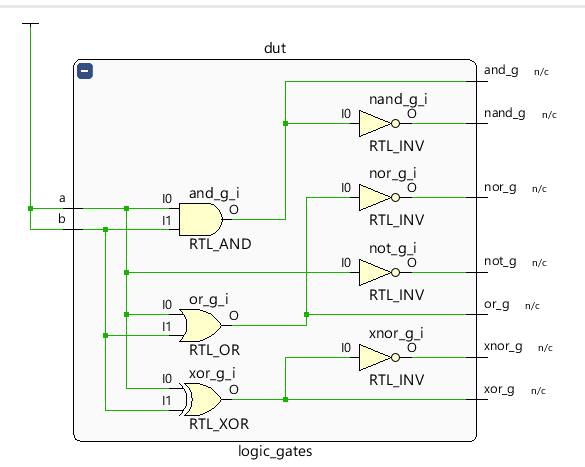 dut
and_g n/c
nand_g_i
nand_g n/c
I0 O
RTL_INV
nor_g_i
nor_g n/c
I0 O
RTL_INV
a
b
and_g_i
I0 O
I1
RTL_AND
not_g_i
not_g n/c
I0 O
RTL_INV
or_g_i
or_g n/c
I0 O
I1
RTL_OR
xnor_g_i
xnor_g n/c
I0 O
RTL_INV
xor_g_i
xor_g n/c
I0 O
I1
RTL_XOR
logic_gates